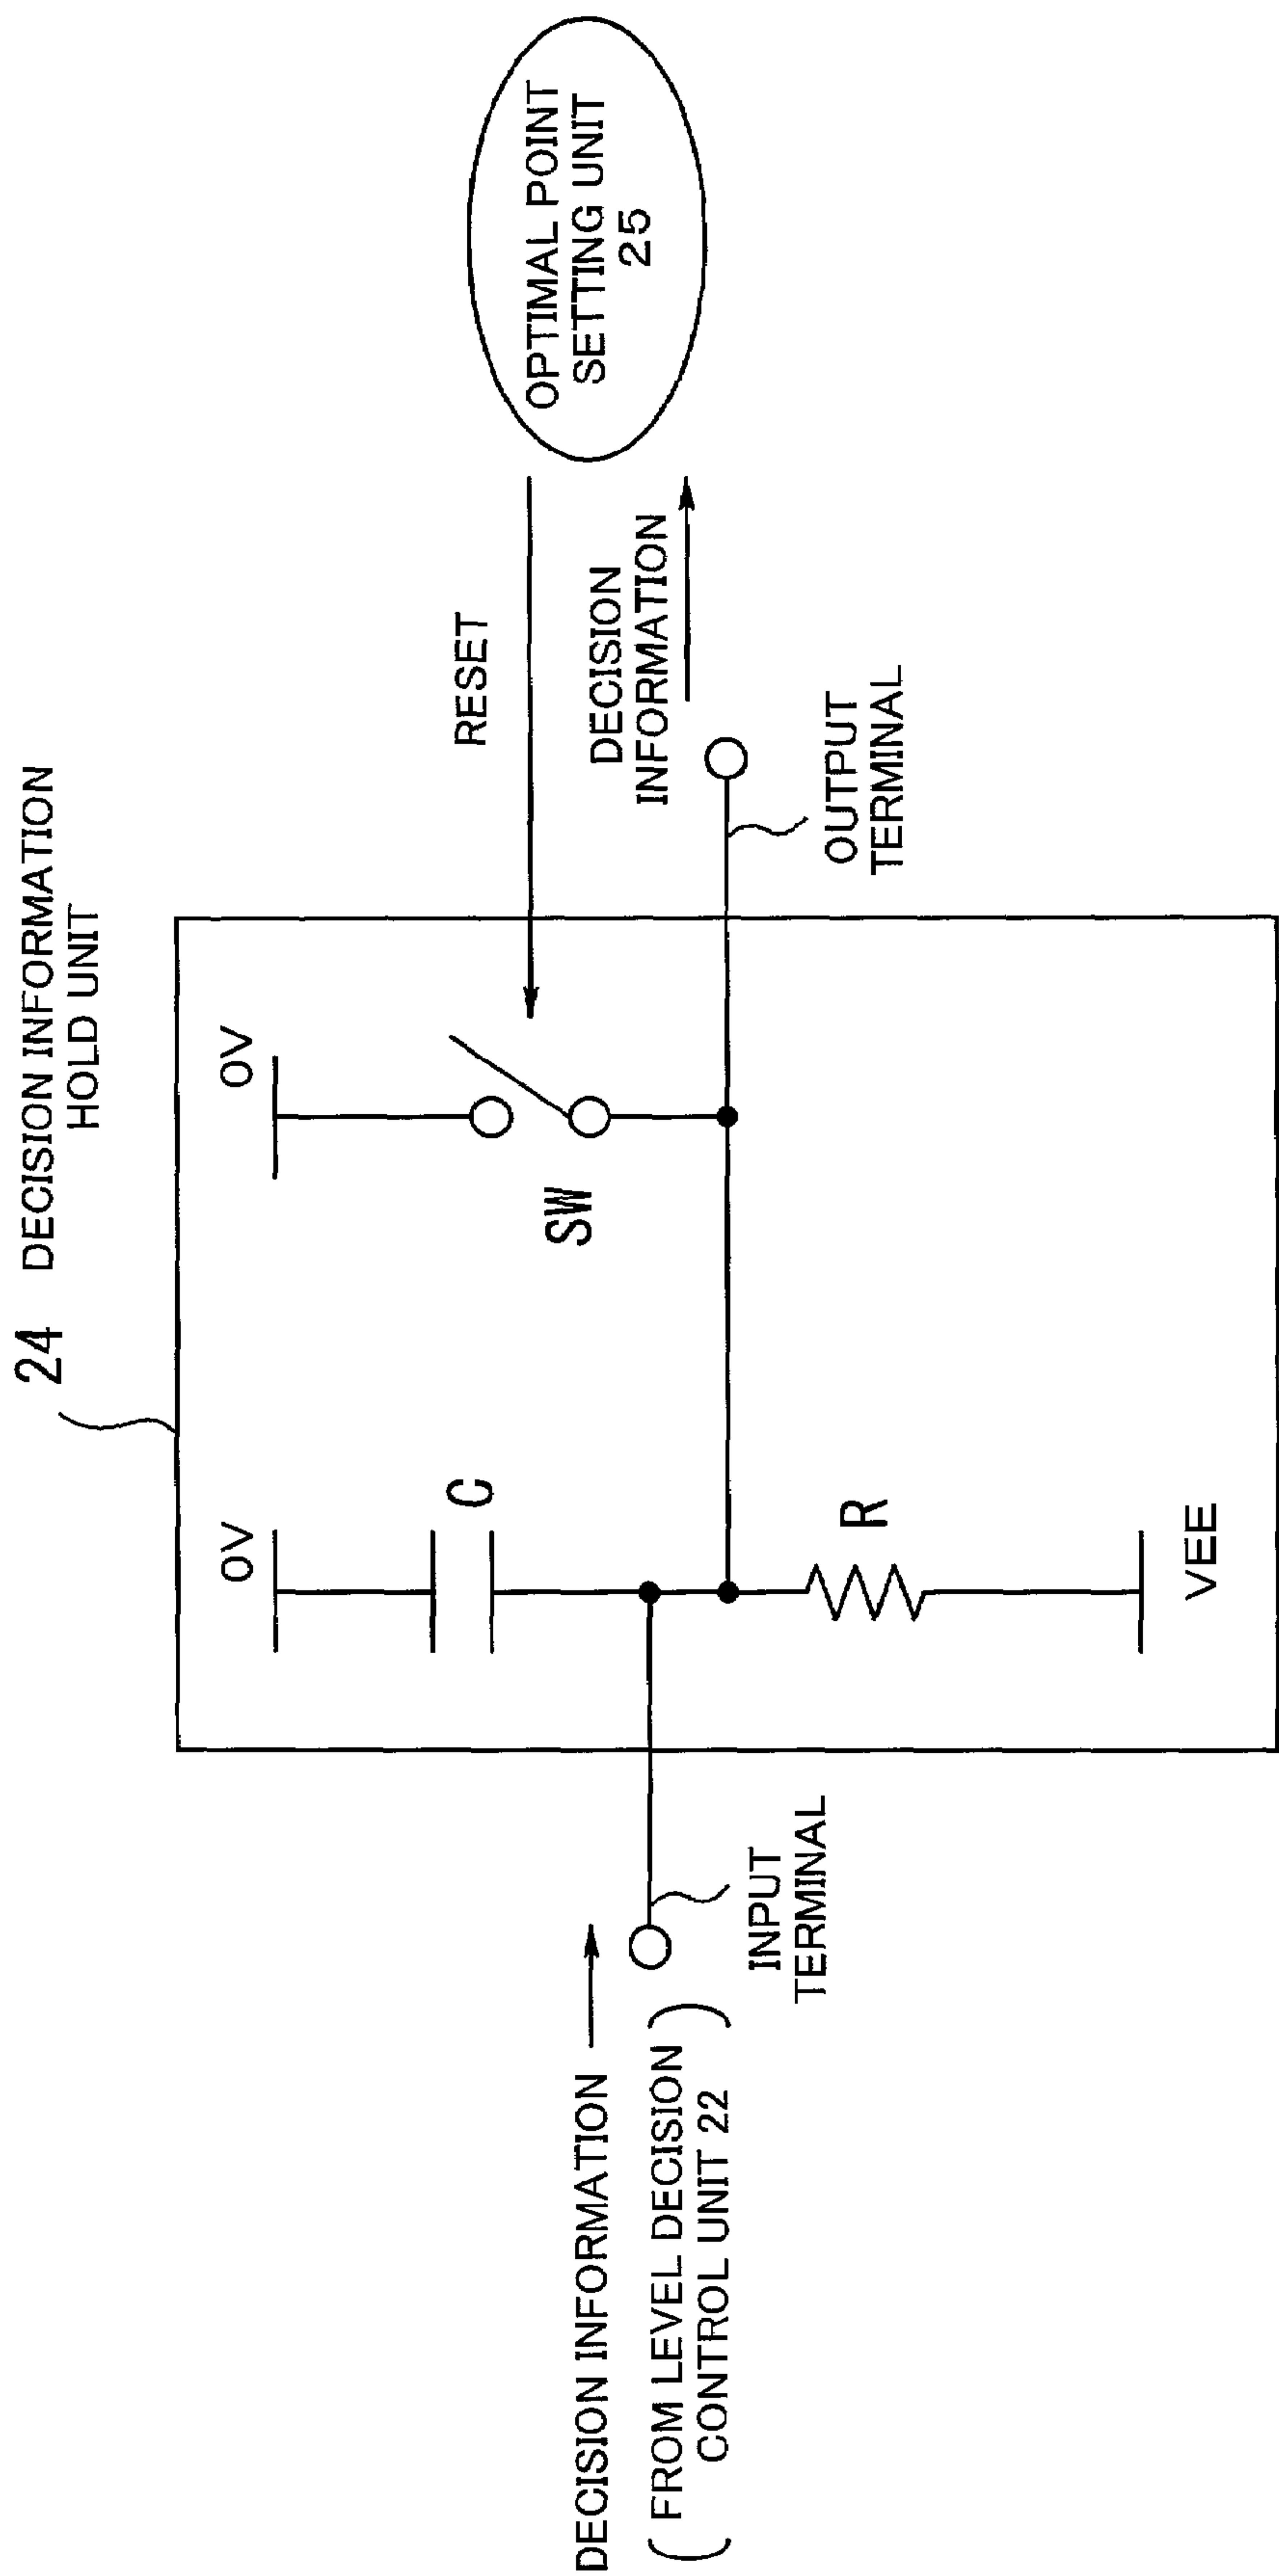 24 DECISION INFORMATION
HOLD UNIT
0V
0V
C
SW
R
VEE
DECISION INFORMATION
(FROM LEVEL DECISION
CONTROL UNIT 22)
INPUT
TERMINAL
RESET
DECISION
INFORMATION
OUTPUT
TERMINAL
OPTIMAL POINT
SETTING UNIT
25